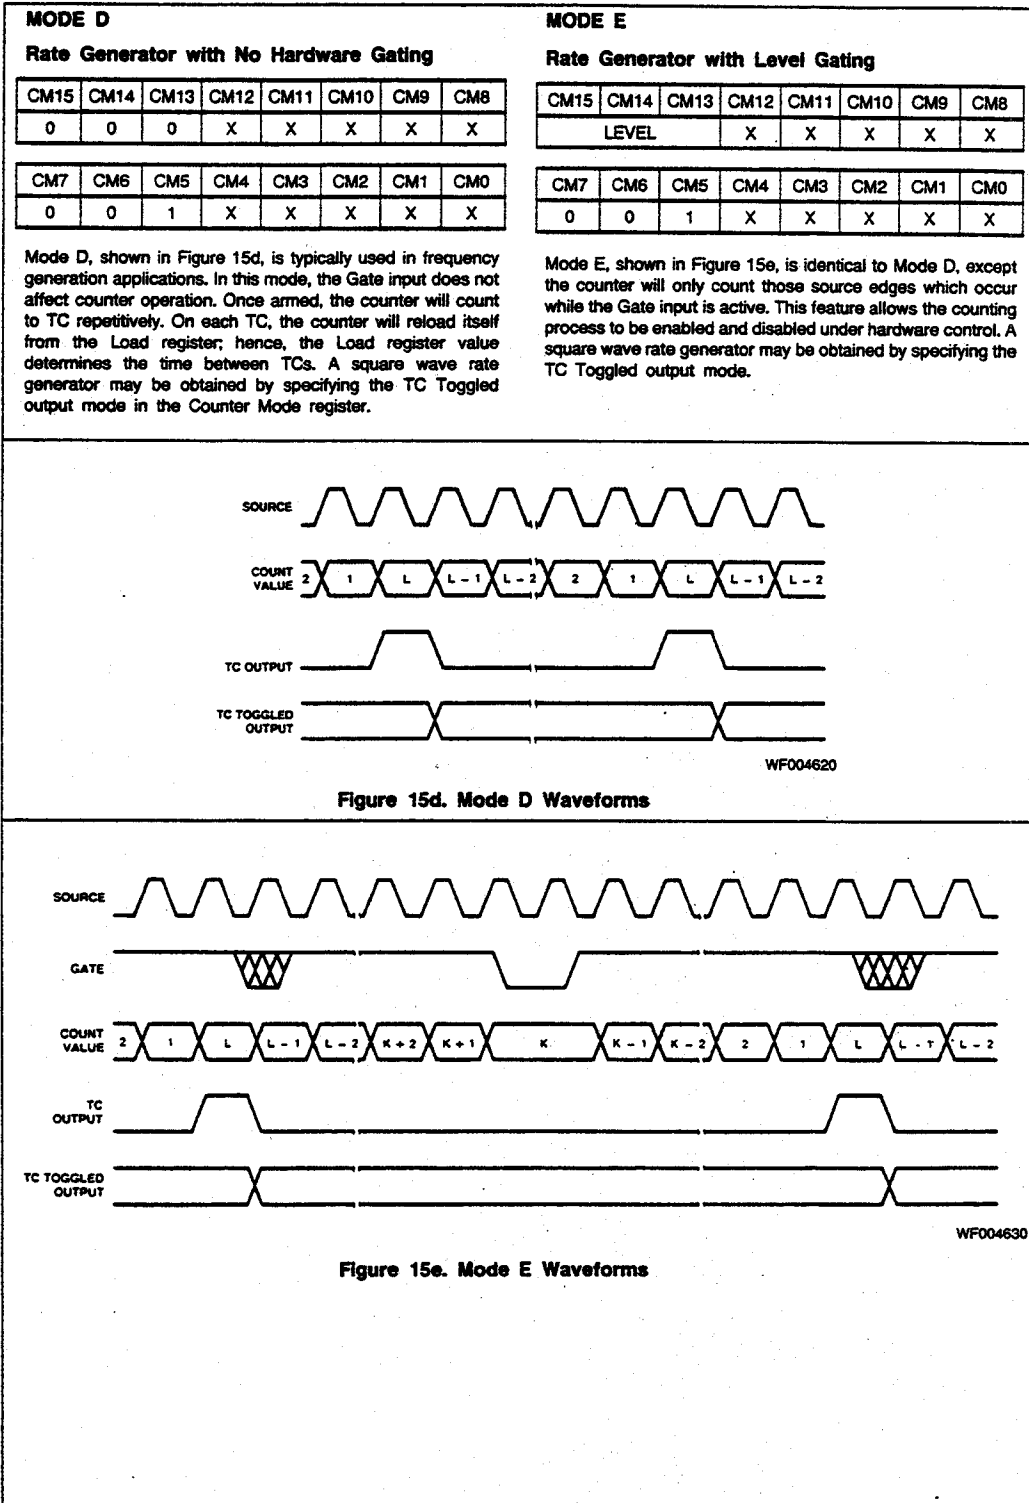 MODE D
Rate Generator with No Hardware Gating
CM15 CM14 CM13 CM12 CM11 CM10 CM9 CM8
0 0 0 X X X X X
CM7 CM6 CM5 CM4 CM3 CM2 CM1 CM0
0 0 1 X X X X X
Mode D, shown in Figure 15d, is typically used in frequency
generation applications. In this mode, the Gate input does not
affect counter operation. Once armed, the counter will count
to TC repetitively. On each TC, the counter will reload itself
from the Load register; hence, the Load register value
determines the time between TCs. A square wave rate
generator may be obtained by specifying the TC Toggled
output mode in the Counter Mode register.
MODE E
Rate Generator with Level Gating
CM15 CM14 CM13 CM12 CM11 CM10 CM9 CM8
LEVEL X X X X X
CM7 CM6 CM5 CM4 CM3 CM2 CM1 CM0
0 0 1 X X X X X
Mode E, shown in Figure 15e, is identical to Mode D, except
the counter will only count those source edges which occur
while the Gate input is active. This feature allows the counting
process to be enabled and disabled under hardware control. A
square wave rate generator may be obtained by specifying the
TC Toggled output mode.
SOURCE
COUNT
VALUE
2 1 L L - 1 L - 2 2 1 L L - 1 L - 2
TC OUTPUT
TC TOGGLED
OUTPUT
WF004620
Figure 15d. Mode D Waveforms
SOURCE
GATE
COUNT
VALUE
2 1 L L - 1 L - 2 K + 2 K + 1 K K - 1 K - 2 2 1 L L - 1 L - 2
TC
OUTPUT
TC TOGGLED
OUTPUT
WF004630
Figure 15e. Mode E Waveforms